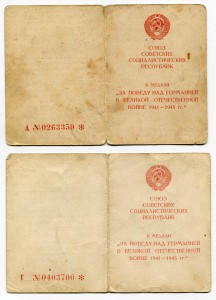 СОЮЗ
СОВЕТСКИХ
СОЦИАЛИСТИЧЕСКИХ
РЕСПУБЛИК
К МЕДАЛИ
"ЗА ПОБЕДУ НАД ГЕРМАНИЕЙ
В ВЕЛИКОЙ ОТЕЧЕСТВЕННОЙ
ВОЙНЕ 1941–1945 гг."
А №0263359 *
СОЮЗ
СОВЕТСКИХ
СОЦИАЛИСТИЧЕСКИХ
РЕСПУБЛИК
К МЕДАЛИ
"ЗА ПОБЕДУ НАД ГЕРМАНИЕЙ
В ВЕЛИКОЙ ОТЕЧЕСТВЕННОЙ
ВОЙНЕ 1941–1945 гг."
Г №0403706 *